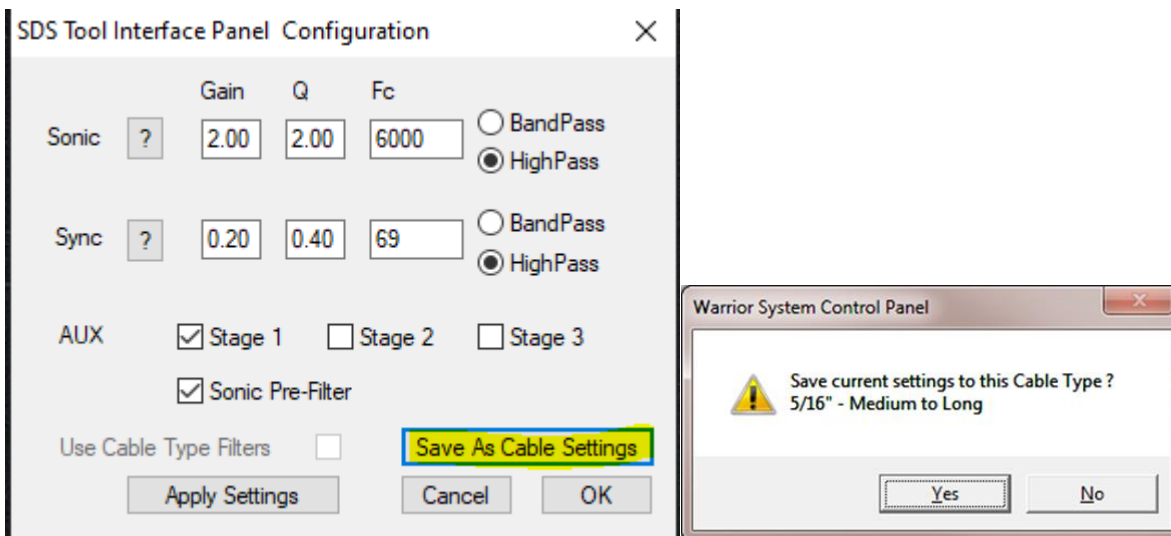 SDS Tool Interface Panel Configuration
Gain Q Fc
Sonic ? 2.00 2.00 6000 BandPass
HighPass
Sync ? 0.20 0.40 69 BandPass
HighPass
AUX Stage 1 Stage 2 Stage 3
Sonic Pre-Filter
Use Cable Type Filters Save As Cable Settings
Apply Settings Cancel OK
Warrior System Control Panel
Save current settings to this Cable Type ?
5/16" - Medium to Long
Yes No